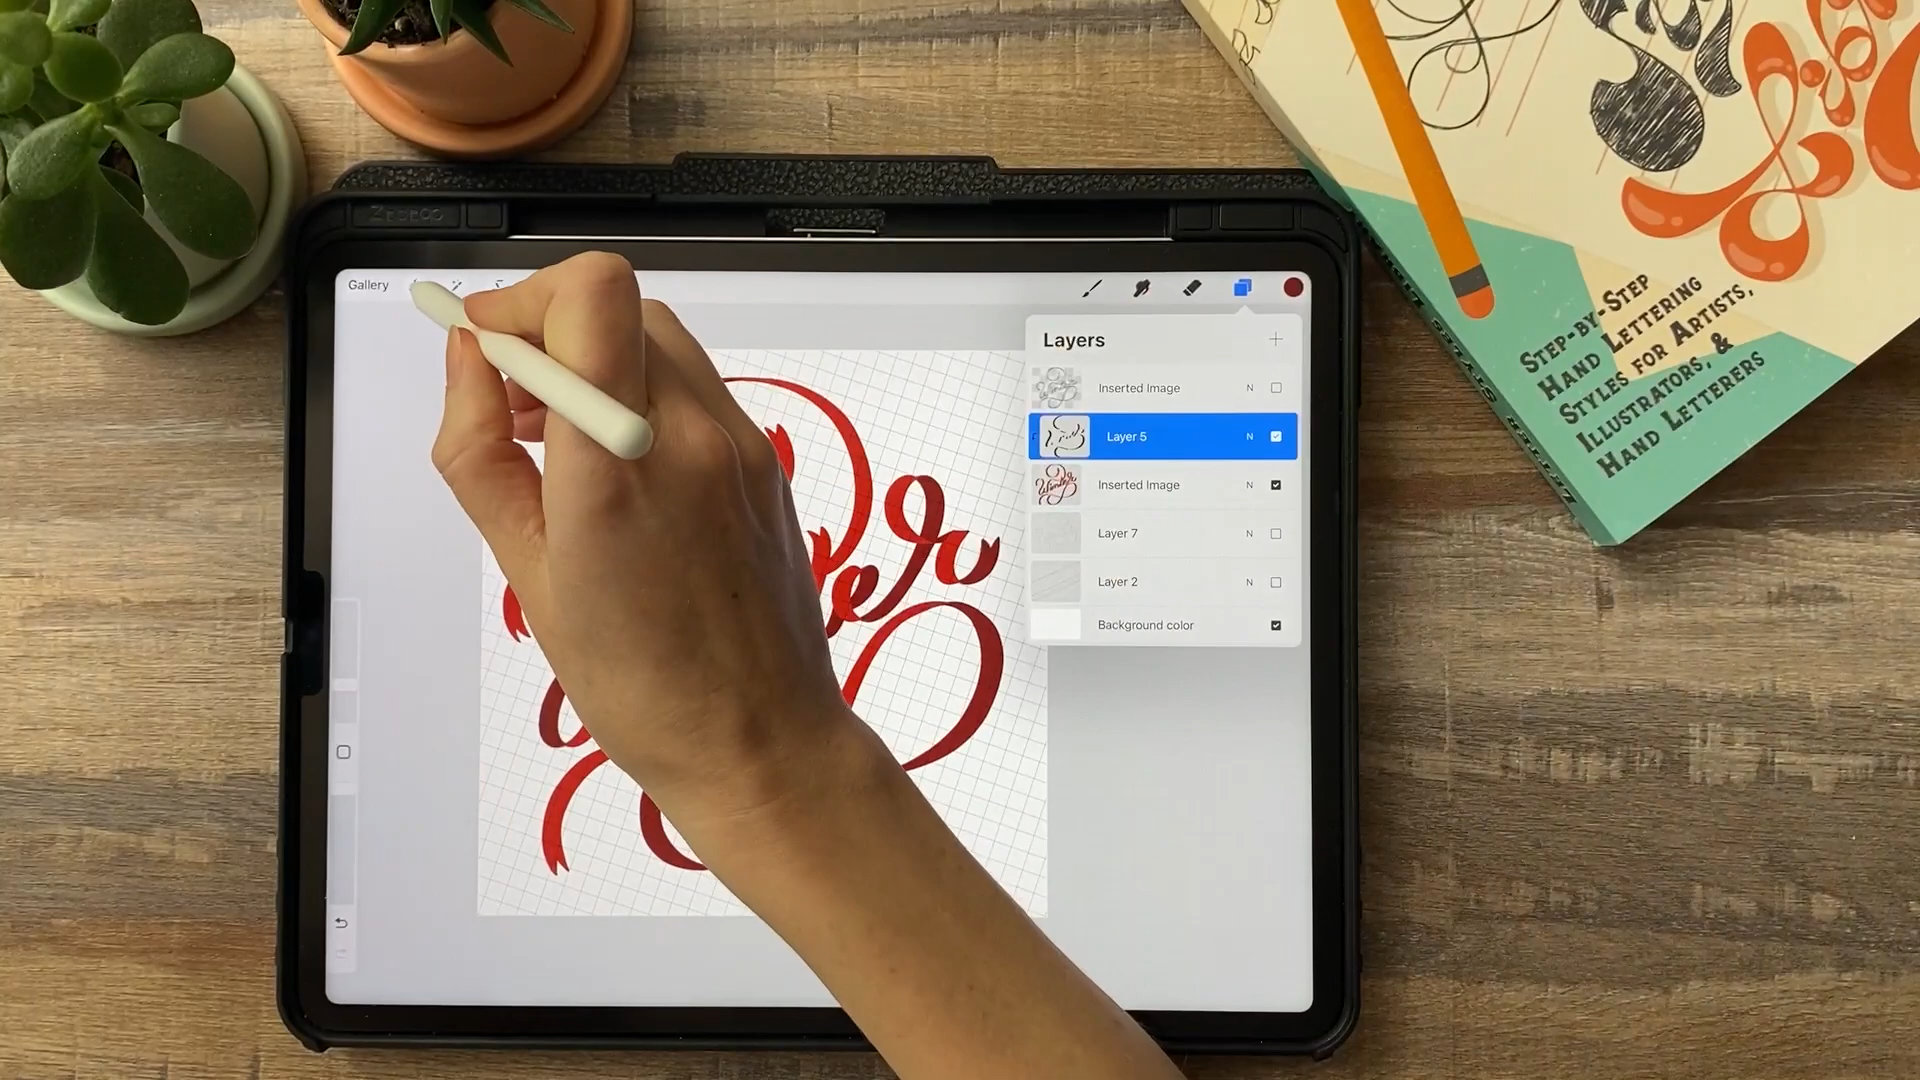 Zeseoo
Gallery
Layers
Inserted Image N
Layer 5 N
Inserted Image N
Layer 7 N
Layer 2 N
Background color
Step-by-Step
Hand Lettering
Styles for Artists,
Illustrators, &
Hand Letterers